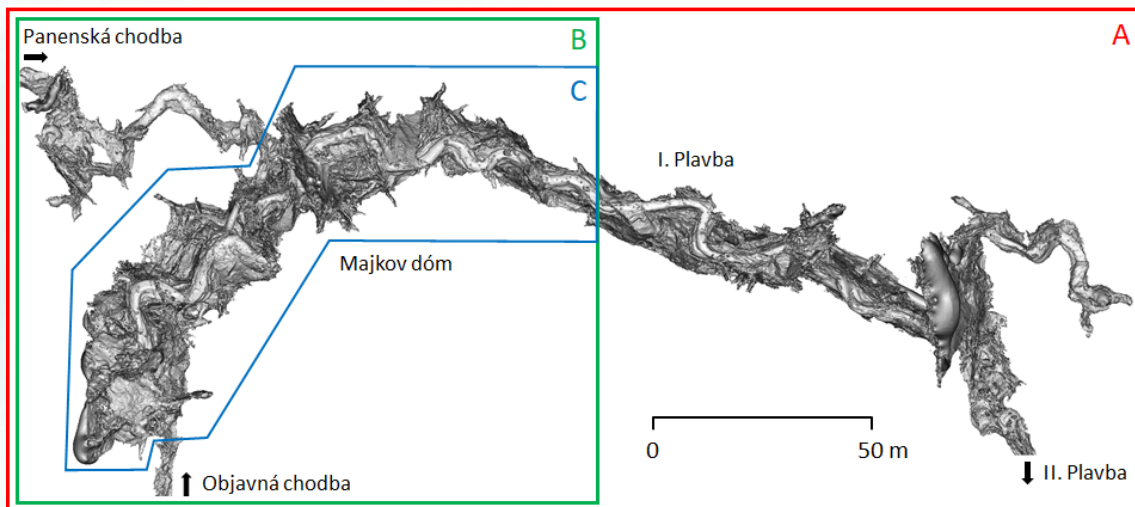 Panenská chodba
B
A
C
I. Plavba
Majkov dóm
0
50 m
Objavná chodba
II. Plavba